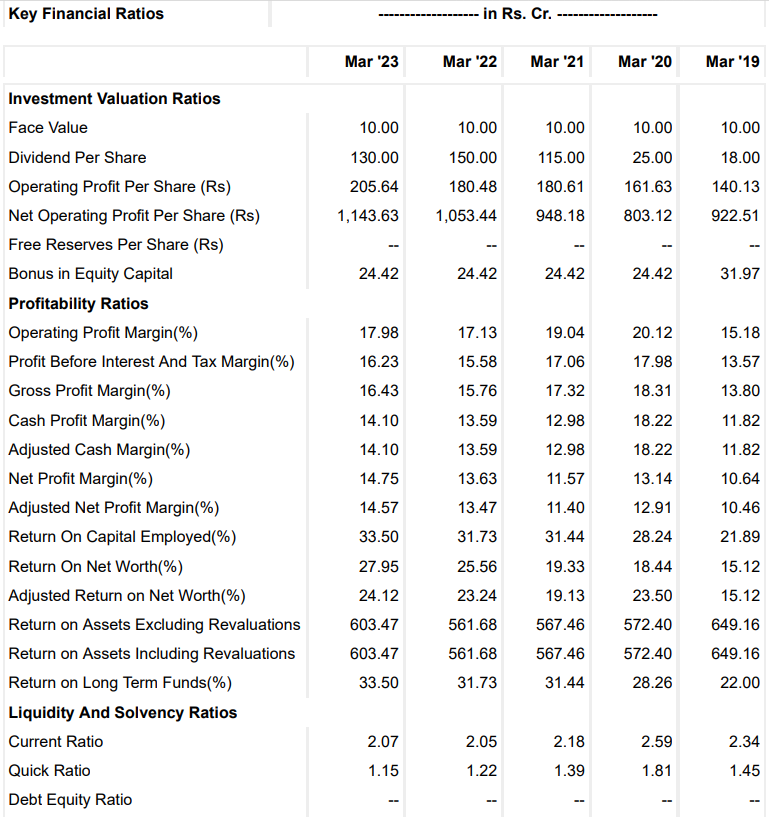 Key Financial Ratios ------------------- in Rs. Cr. -------------------
Mar '23 Mar '22 Mar '21 Mar '20 Mar '19
Investment Valuation Ratios
Face Value 10.00 10.00 10.00 10.00 10.00
Dividend Per Share 130.00 150.00 115.00 25.00 18.00
Operating Profit Per Share (Rs) 205.64 180.48 180.61 161.63 140.13
Net Operating Profit Per Share (Rs) 1,143.63 1,053.44 948.18 803.12 922.51
Free Reserves Per Share (Rs) -- -- -- -- --
Bonus in Equity Capital 24.42 24.42 24.42 24.42 31.97
Profitability Ratios
Operating Profit Margin(%) 17.98 17.13 19.04 20.12 15.18
Profit Before Interest And Tax Margin(%) 16.23 15.58 17.06 17.98 13.57
Gross Profit Margin(%) 16.43 15.76 17.32 18.31 13.80
Cash Profit Margin(%) 14.10 13.59 12.98 18.22 11.82
Adjusted Cash Margin(%) 14.10 13.59 12.98 18.22 11.82
Net Profit Margin(%) 14.75 13.63 11.57 13.14 10.64
Adjusted Net Profit Margin(%) 14.57 13.47 11.40 12.91 10.46
Return On Capital Employed(%) 33.50 31.73 31.44 28.24 21.89
Return On Net Worth(%) 27.95 25.56 19.33 18.44 15.12
Adjusted Return on Net Worth(%) 24.12 23.24 19.13 23.50 15.12
Return on Assets Excluding Revaluations 603.47 561.68 567.46 572.40 649.16
Return on Assets Including Revaluations 603.47 561.68 567.46 572.40 649.16
Return on Long Term Funds(%) 33.50 31.73 31.44 28.26 22.00
Liquidity And Solvency Ratios
Current Ratio 2.07 2.05 2.18 2.59 2.34
Quick Ratio 1.15 1.22 1.39 1.81 1.45
Debt Equity Ratio -- -- -- -- --